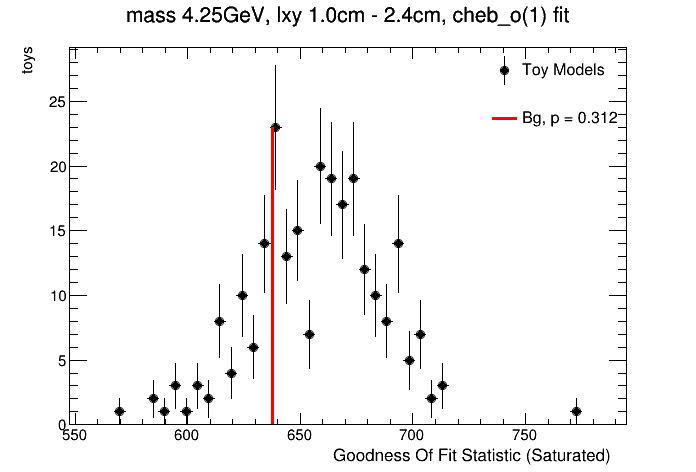 mass 4.25GeV, lxy 1.0cm - 2.4cm, cheb_o(1) fit
toys
Toy Models
Bg, p = 0.312
25
20
15
10
5
0
550 600 650 700 750
Goodness Of Fit Statistic (Saturated)